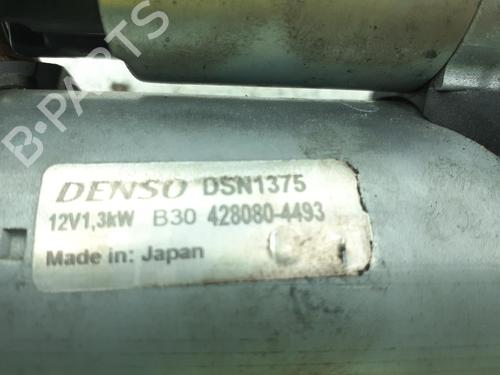 B-PARTS
DENSO DSN1375
12V1,3kW B30 428080-4493
Made in: Japan